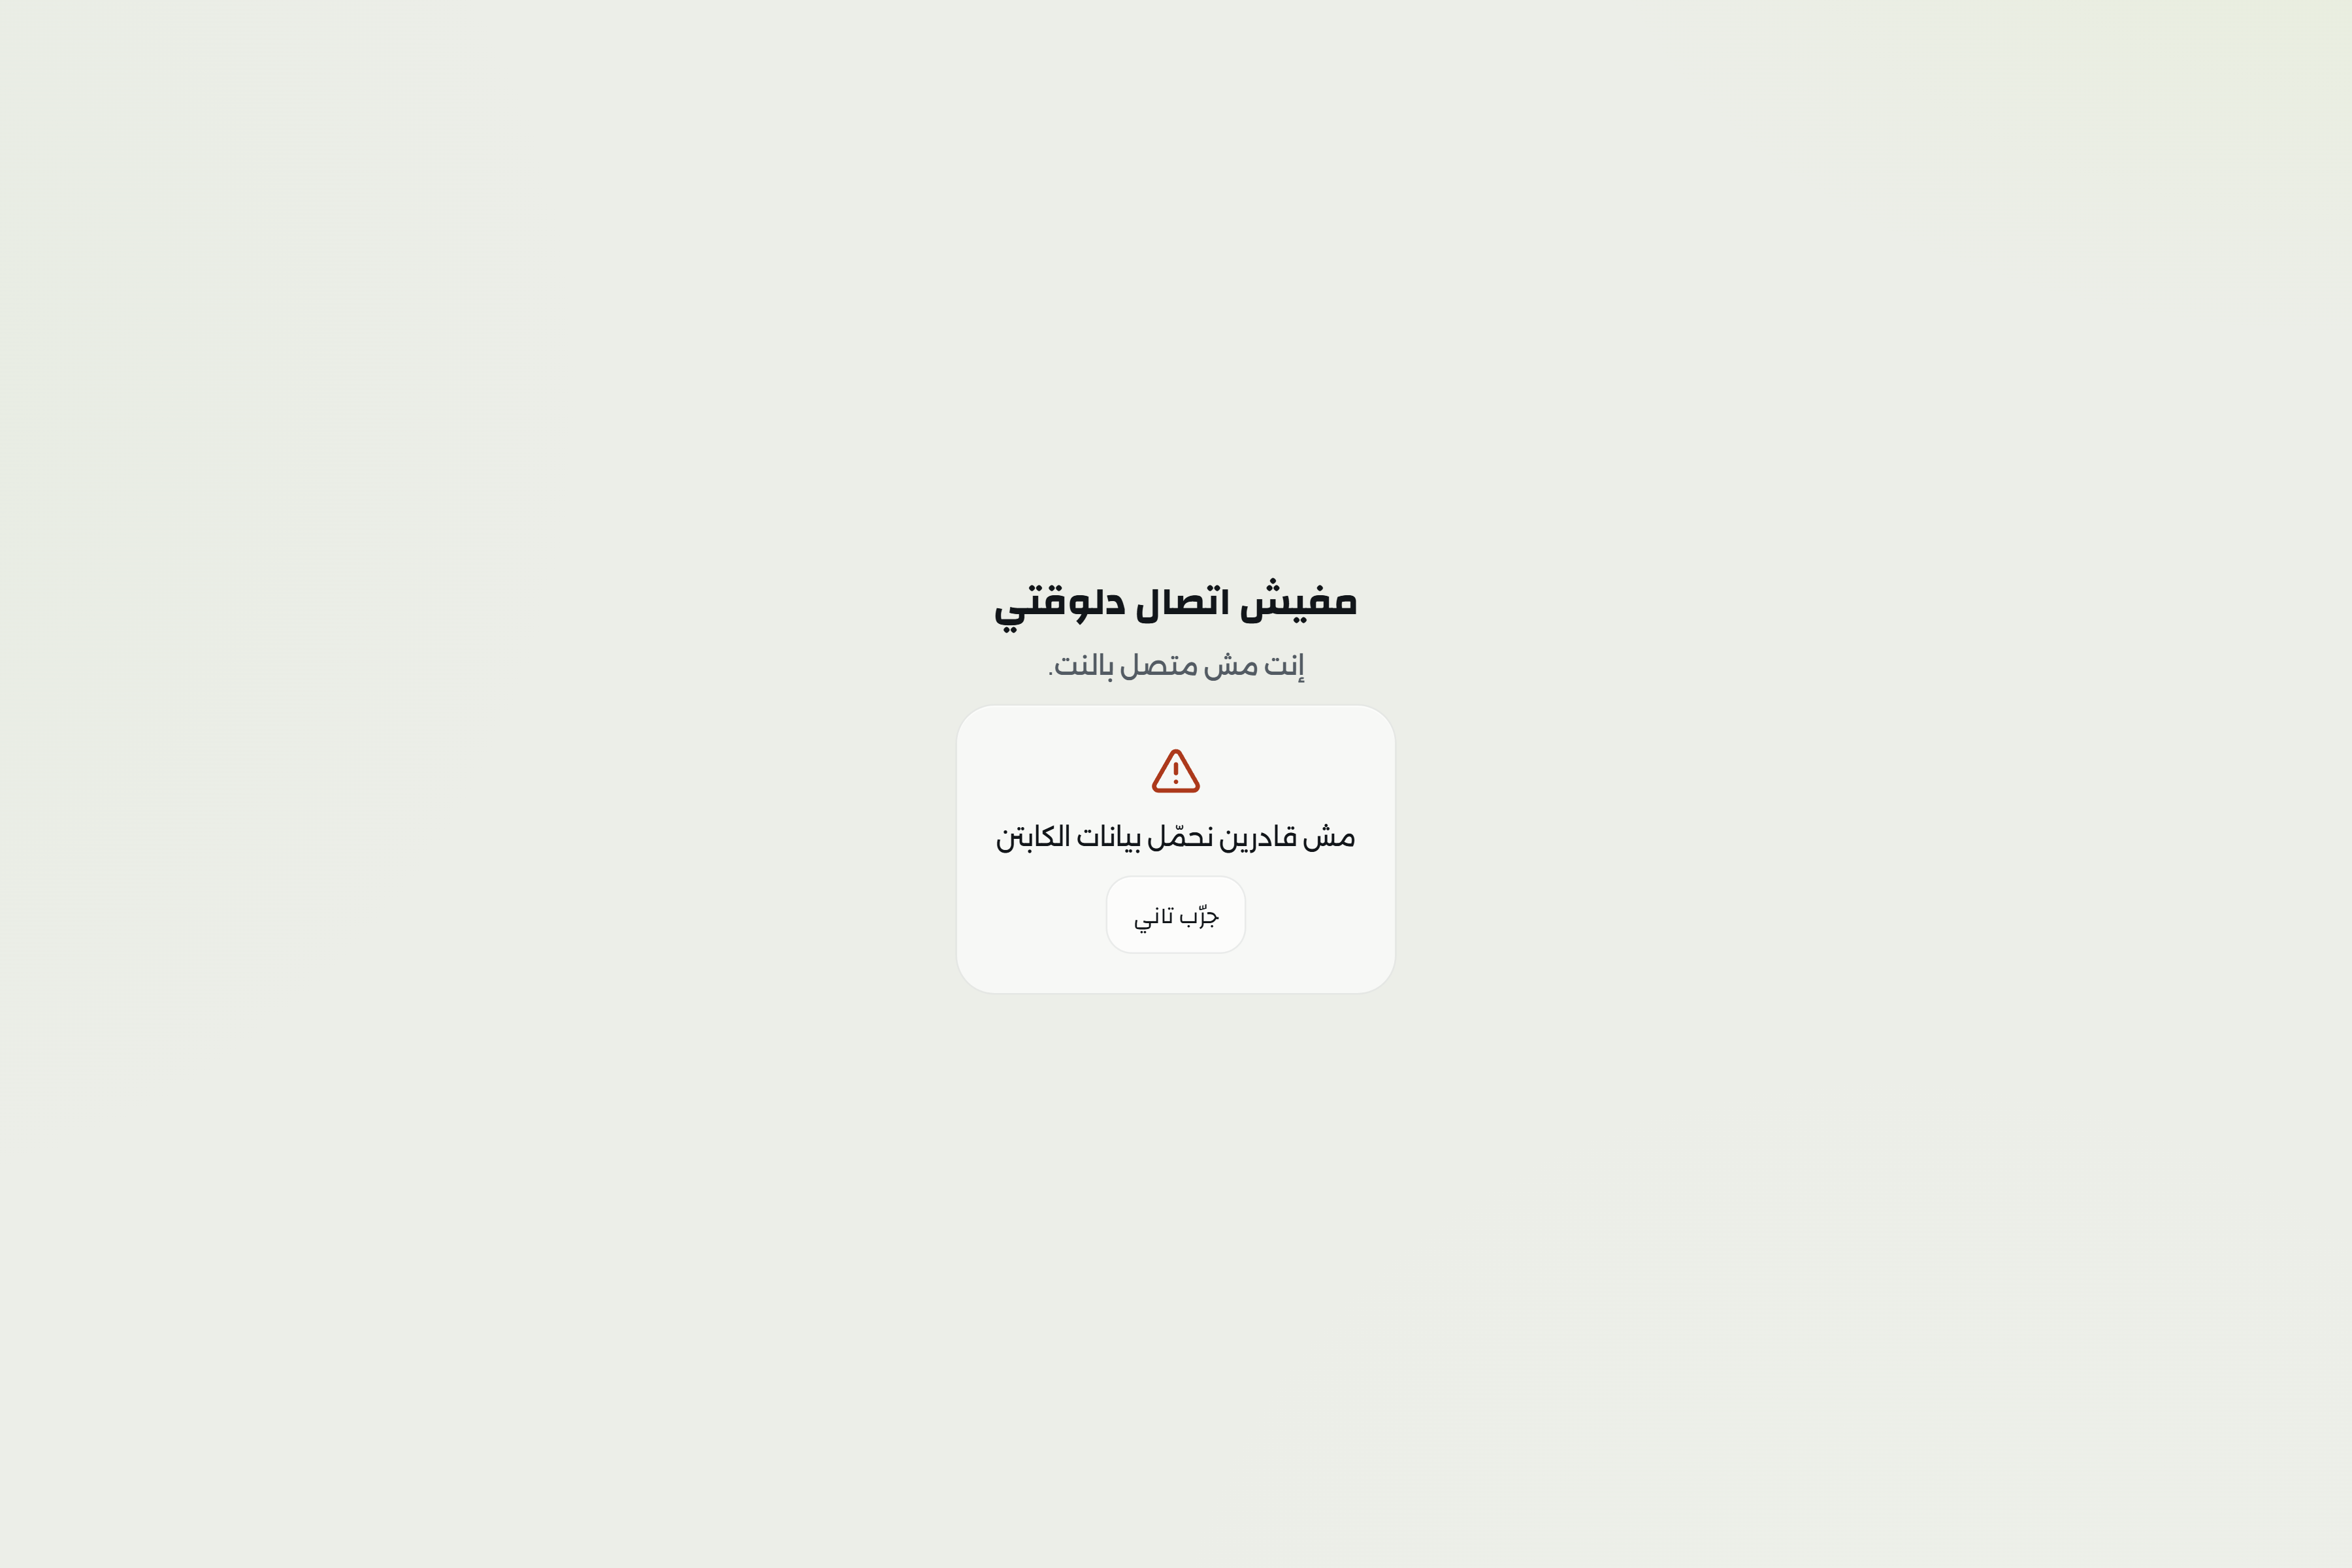 مفيش اتصال دلوقتي
إنت مش متصل بالنت.
مش قادرين نحمّل بيانات الكابتن
جرّب تاني